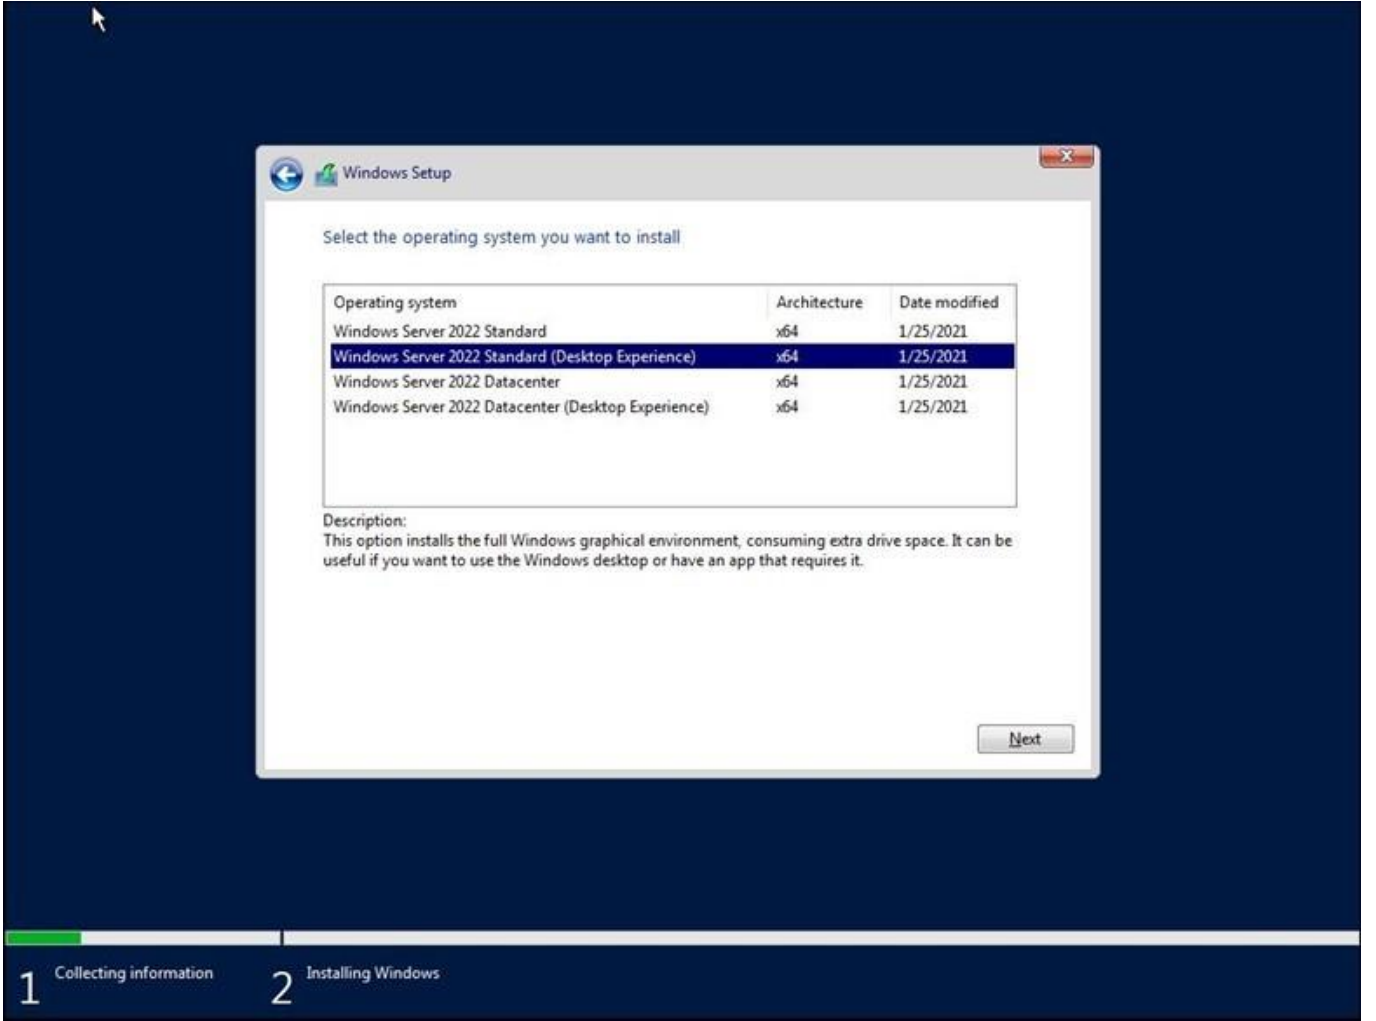 Windows Setup
Select the operating system you want to install
Operating system Architecture Date modified
Windows Server 2022 Standard x64 1/25/2021
Windows Server 2022 Standard (Desktop Experience) x64 1/25/2021
Windows Server 2022 Datacenter x64 1/25/2021
Windows Server 2022 Datacenter (Desktop Experience) x64 1/25/2021
Description:
This option installs the full Windows graphical environment, consuming extra drive space. It can be
useful if you want to use the Windows desktop or have an app that requires it.
Next
1 Collecting information 2 Installing Windows